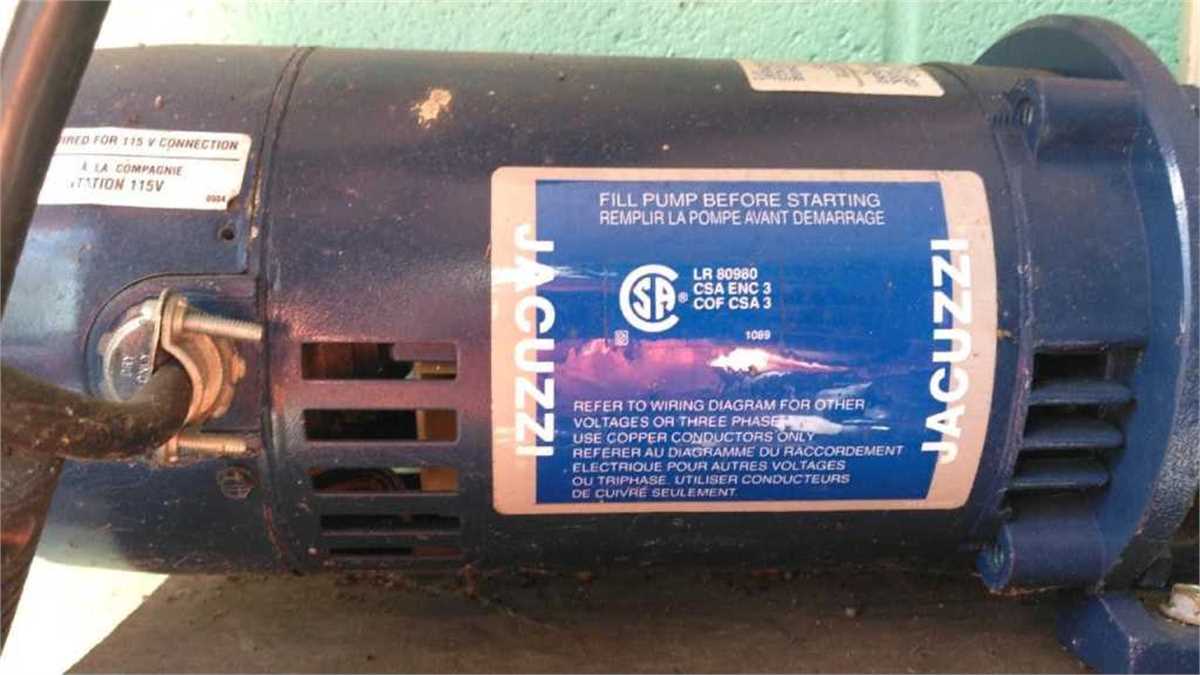 IRED FOR 115 V CONNECTION
À LA COMPAGNIE
TATION 115V
0904
FILL PUMP BEFORE STARTING
REMPLIR LA POMPE AVANT DEMARRAGE
JACUZZI
CSA ®
LR 80980
CSA ENC 3
COF CSA 3
1089
REFER TO WIRING DIAGRAM FOR OTHER
VOLTAGES OR THREE PHASE
USE COPPER CONDUCTORS ONLY
REFERER AU DIAGRAMME DU RACCORDEMENT
ELECTRIQUE POUR AUTRES VOLTAGES
OU TRIPHASE. UTILISER CONDUCTEURS
DE CUIVRÉ SEULEMENT.
JACUZZI